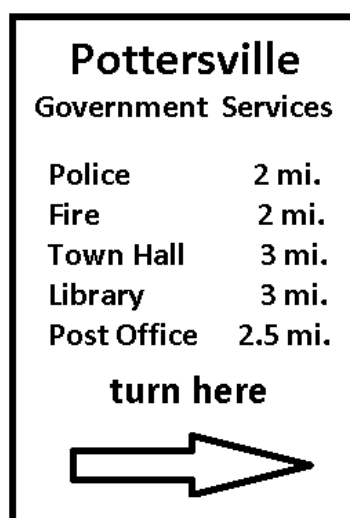 Pottersville
Government Services
Police 2 mi.
Fire 2 mi.
Town Hall 3 mi.
Library 3 mi.
Post Office 2.5 mi.
turn here